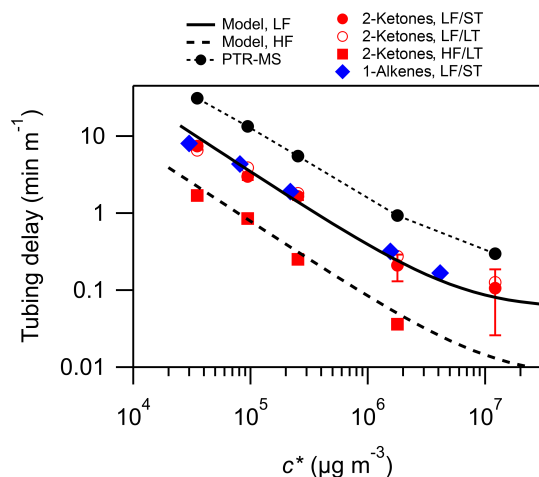 Model, LF
Model, HF
PTR-MS
2-Ketones, LF/ST
2-Ketones, LF/LT
2-Ketones, HF/LT
1-Alkenes, LF/ST
Tubing delay (min m⁻¹)
10
1
0.1
0.01
10⁴
10⁵
10⁶
10⁷
c* (µg m⁻³)